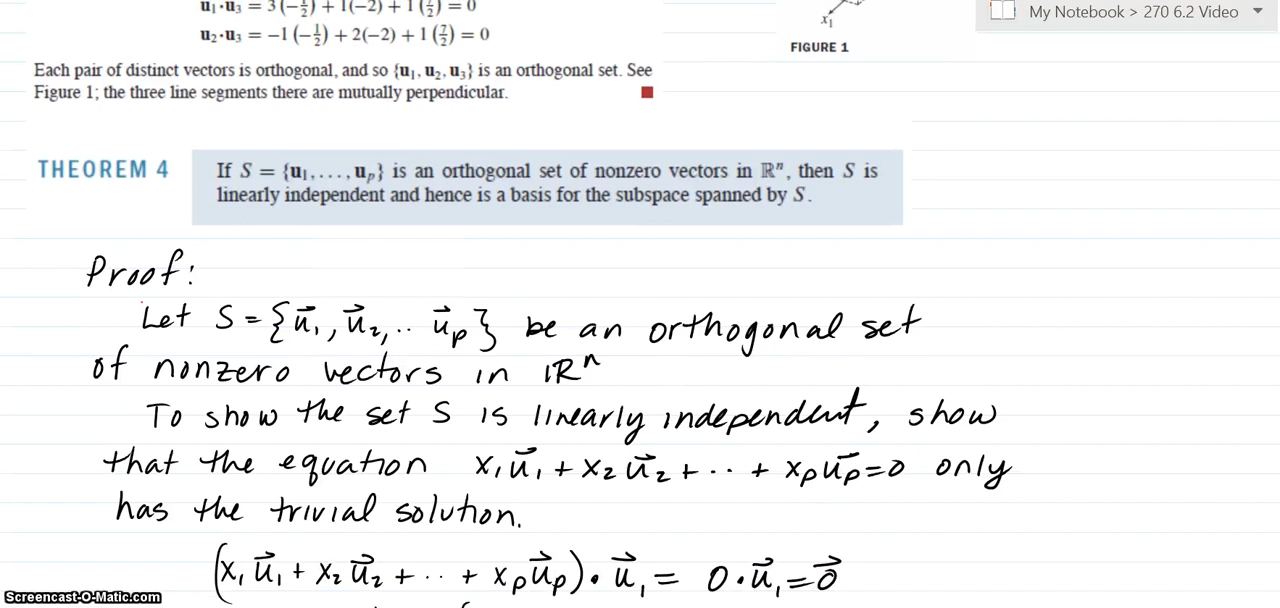 u₁·u₃ = 3(−1/2) + 1(−2) + 1(7/2) = 0
My Notebook > 270 6.2 Video
x₁
u₂·u₃ = −1(−1/2) + 2(−2) + 1(7/2) = 0
FIGURE 1
Each pair of distinct vectors is orthogonal, and so {u₁, u₂, u₃} is an orthogonal set. See
Figure 1; the three line segments there are mutually perpendicular.
THEOREM 4
If S = {u₁, . . . , uₚ} is an orthogonal set of nonzero vectors in ℝⁿ, then S is
linearly independent and hence is a basis for the subspace spanned by S.
Proof:
Let S = {u⃗₁, u⃗₂, .. u⃗ₚ} be an orthogonal set
of nonzero vectors in ℝⁿ
To show the set S is linearly independent, show
that the equation x₁u⃗₁ + x₂u⃗₂ + ·· + xₚu⃗ₚ = 0 only
has the trivial solution.
(x₁u⃗₁ + x₂u⃗₂ + ·· + xₚu⃗ₚ) · u⃗₁ = 0 · u⃗₁ = 0⃗
Screencast-O-Matic.com